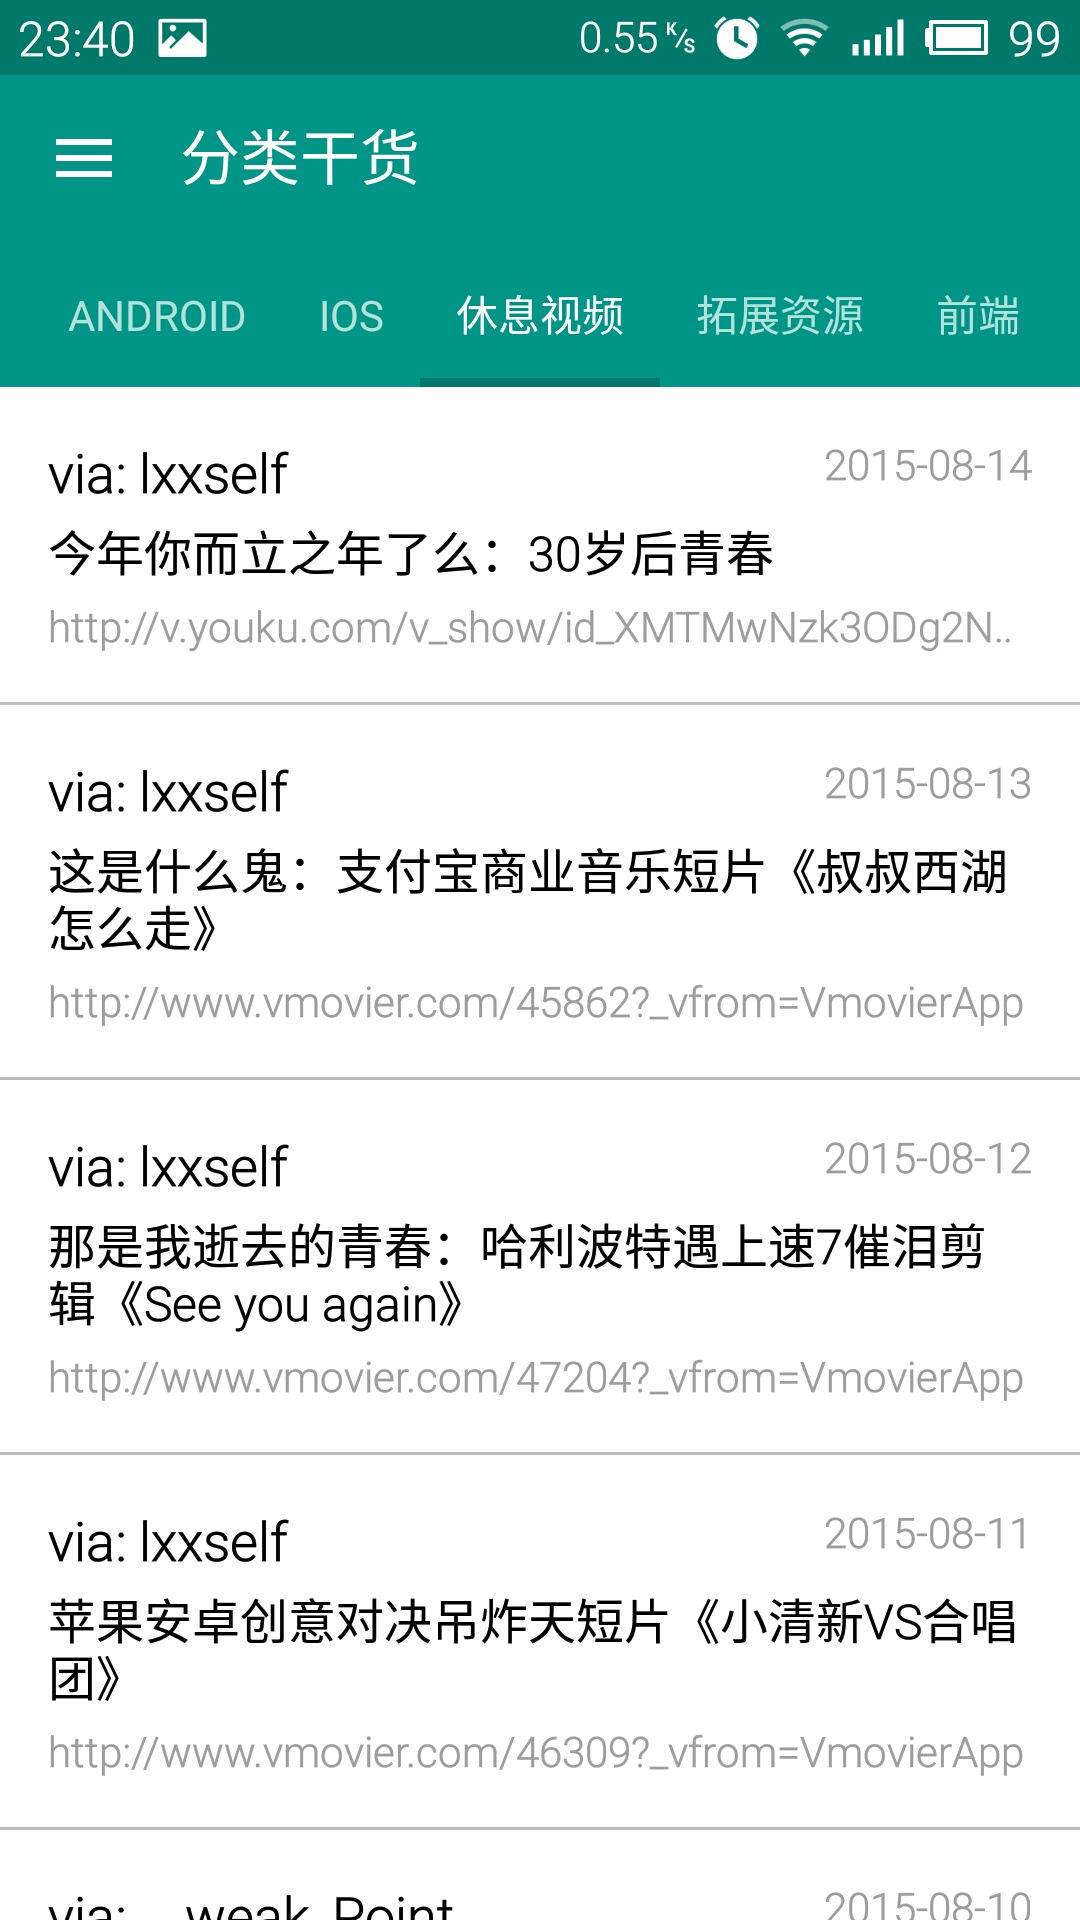 23:40 0.55 K/s 99
分类干货
ANDROID IOS 休息视频 拓展资源 前端
via: lxxself 2015-08-14
今年你而立之年了么：30岁后青春
http://v.youku.com/v_show/id_XMTMwNzk3ODg2N..
via: lxxself 2015-08-13
这是什么鬼：支付宝商业音乐短片《叔叔西湖
怎么走》
http://www.vmovier.com/45862?_vfrom=VmovierApp
via: lxxself 2015-08-12
那是我逝去的青春：哈利波特遇上速7催泪剪
辑《See you again》
http://www.vmovier.com/47204?_vfrom=VmovierApp
via: lxxself 2015-08-11
苹果安卓创意对决吊炸天短片《小清新VS合唱
团》
http://www.vmovier.com/46309?_vfrom=VmovierApp
via: __weak_Point 2015-08-10